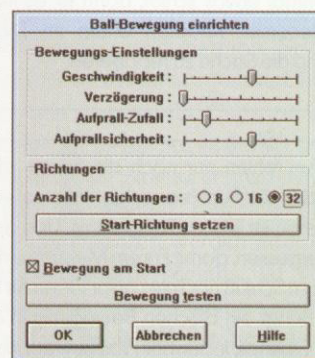 Ball-Bewegung einrichten
Bewegungs-Einstellungen
Geschwindigkeit :
Verzögerung :
Aufprall-Zufall :
Aufprallsicherheit :
Richtungen
Anzahl der Richtungen : 8 16 32
Start-Richtung setzen
Bewegung am Start
Bewegung testen
OK Abbrechen Hilfe